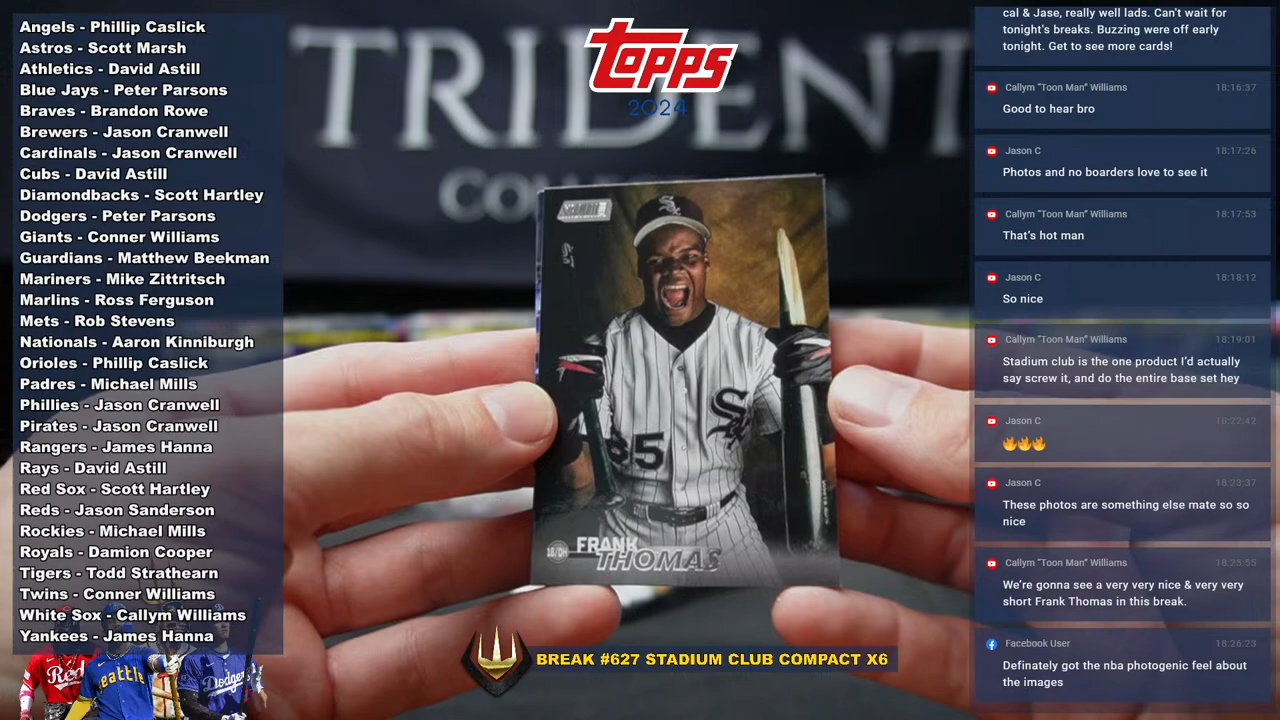 Angels - Phillip Caslick
Astros - Scott Marsh
Athletics - David Astill
Blue Jays - Peter Parsons
Braves - Brandon Rowe
Brewers - Jason Cranwell
Cardinals - Jason Cranwell
Cubs - David Astill
Diamondbacks - Scott Hartley
Dodgers - Peter Parsons
Giants - Conner Williams
Guardians - Matthew Beekman
Mariners - Mike Zittritsch
Marlins - Ross Ferguson
Mets - Rob Stevens
Nationals - Aaron Kinniburgh
Orioles - Phillip Caslick
Padres - Michael Mills
Phillies - Jason Cranwell
Pirates - Jason Cranwell
Rangers - James Hanna
Rays - David Astill
Red Sox - Scott Hartley
Reds - Jason Sanderson
Rockies - Michael Mills
Royals - Damion Cooper
Tigers - Todd Strathearn
Twins - Conner Williams
White Sox - Callym Williams
Yankees - James Hanna
TRIDENT
topps
2024
Sox
35
18/DH
FRANK
THOMAS
BREAK #627 STADIUM CLUB COMPACT X6
cal & Jase, really well lads. Can't wait for
tonight's breaks. Buzzing were off early
tonight. Get to see more cards!
Callym "Toon Man" Williams 18:16:37
Good to hear bro
Jason C 18:17:26
Photos and no boarders love to see it
Callym "Toon Man" Williams 18:17:53
That's hot man
Jason C 18:18:12
So nice
Callym "Toon Man" Williams 18:19:01
Stadium club is the one product I'd actually
say screw it, and do the entire base set hey
Jason C 18:22:42
🔥🔥🔥
Jason C 18:23:37
These photos are something else mate so so
nice
Callym "Toon Man" Williams 18:25:55
We're gonna see a very very nice & very very
short Frank Thomas in this break.
Facebook User 18:26:23
Definately got the nba photogenic feel about
the images